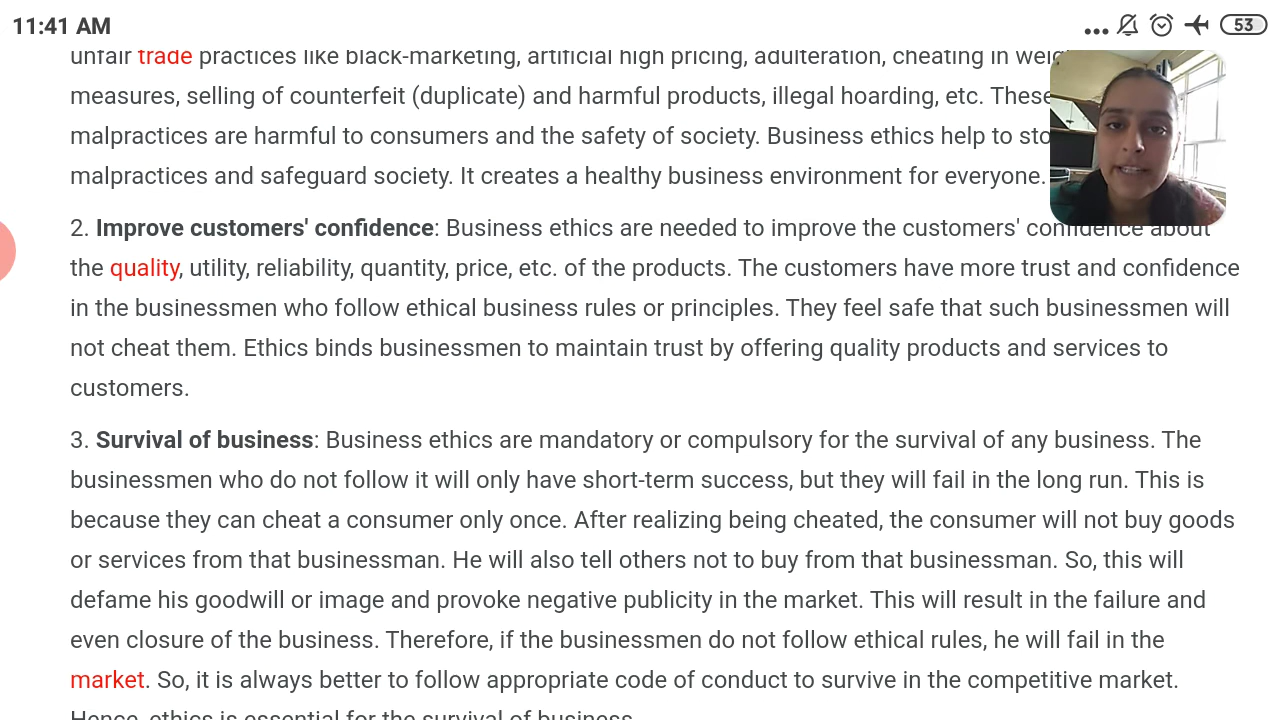 11:41 AM
53
unfair trade practices like black-marketing, artificial high pricing, adulteration, cheating in
measures, selling of counterfeit (duplicate) and harmful products, illegal hoarding, etc. These
malpractices are harmful to consumers and the safety of society. Business ethics help to
malpractices and safeguard society. It creates a healthy business environment for everyone.
2. Improve customers' confidence: Business ethics are needed to improve the customers' confidence about
the quality, utility, reliability, quantity, price, etc. of the products. The customers have more trust and confidence
in the businessmen who follow ethical business rules or principles. They feel safe that such businessmen will
not cheat them. Ethics binds businessmen to maintain trust by offering quality products and services to
customers.
3. Survival of business: Business ethics are mandatory or compulsory for the survival of any business. The
businessmen who do not follow it will only have short-term success, but they will fail in the long run. This is
because they can cheat a consumer only once. After realizing being cheated, the consumer will not buy goods
or services from that businessman. He will also tell others not to buy from that businessman. So, this will
defame his goodwill or image and provoke negative publicity in the market. This will result in the failure and
even closure of the business. Therefore, if the businessmen do not follow ethical rules, he will fail in the
market. So, it is always better to follow appropriate code of conduct to survive in the competitive market.
Hence, ethics is essential for the survival of business.